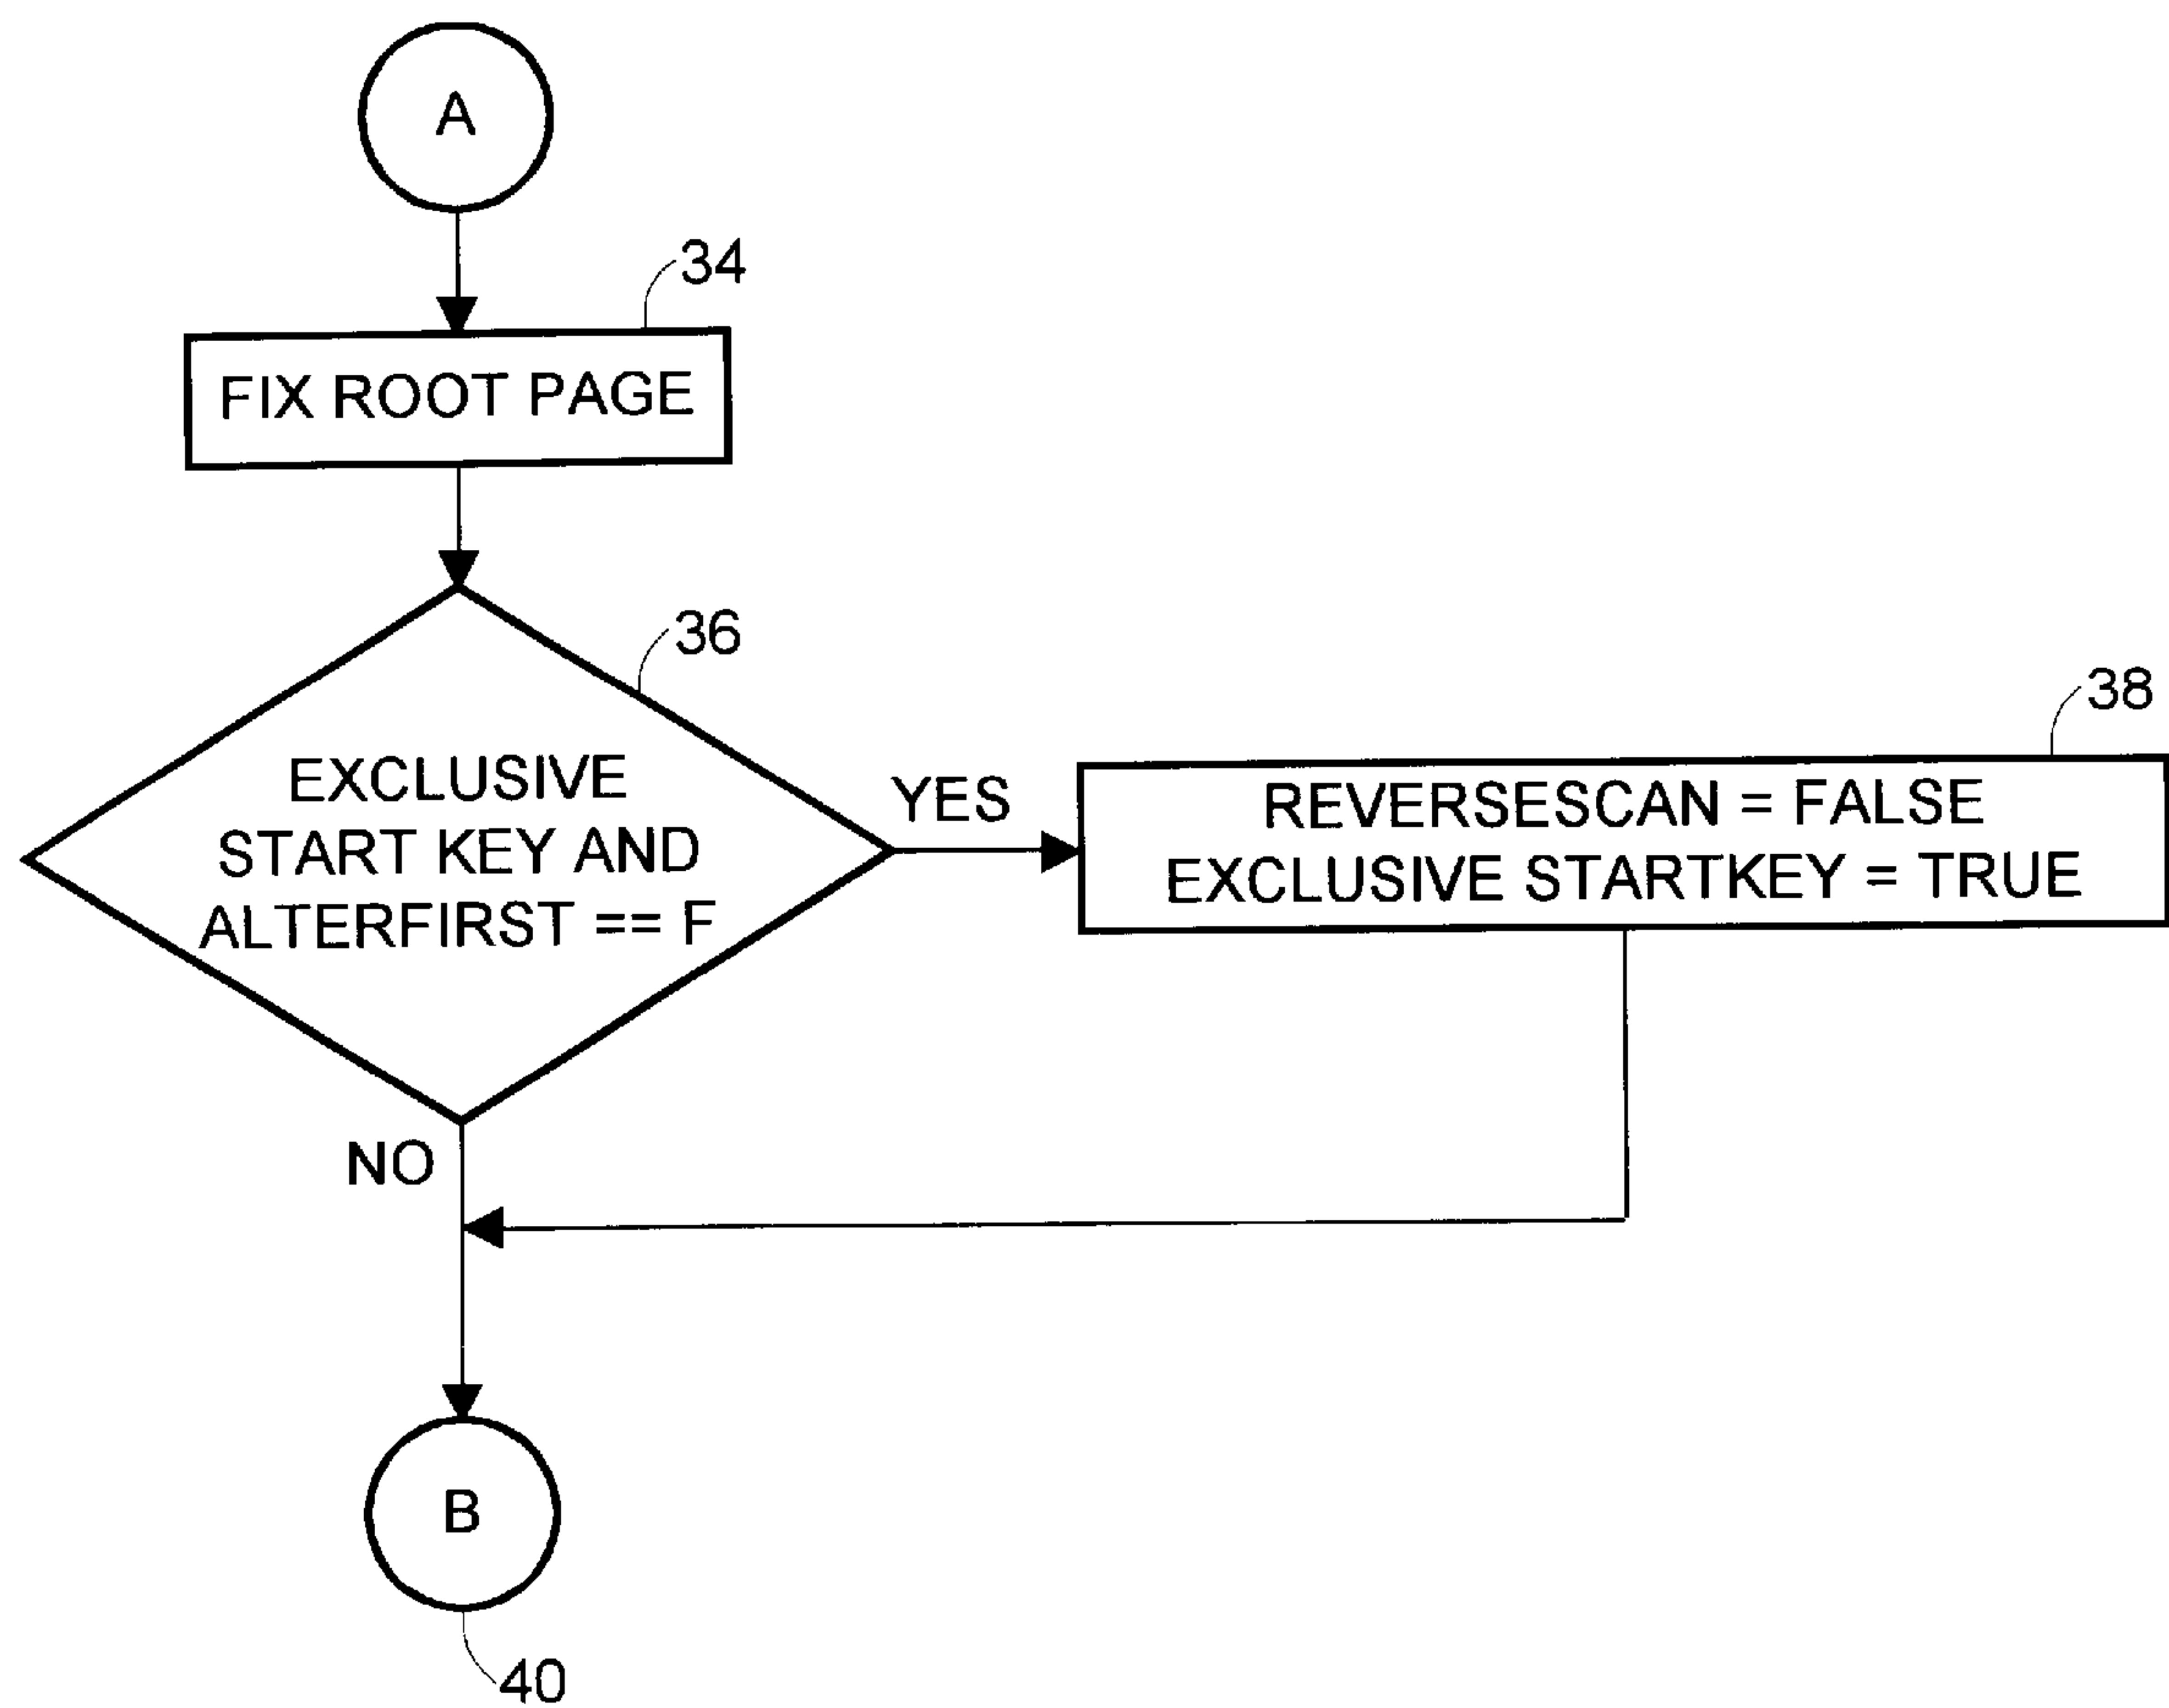 A
34
FIX ROOT PAGE
36
EXCLUSIVE
START KEY AND
ALTERFIRST == F
YES
38
REVERSESCAN = FALSE
EXCLUSIVE STARTKEY = TRUE
NO
B
40